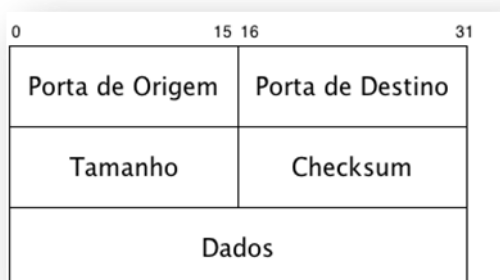 0 15 16 31
Porta de Origem Porta de Destino
Tamanho Checksum
Dados